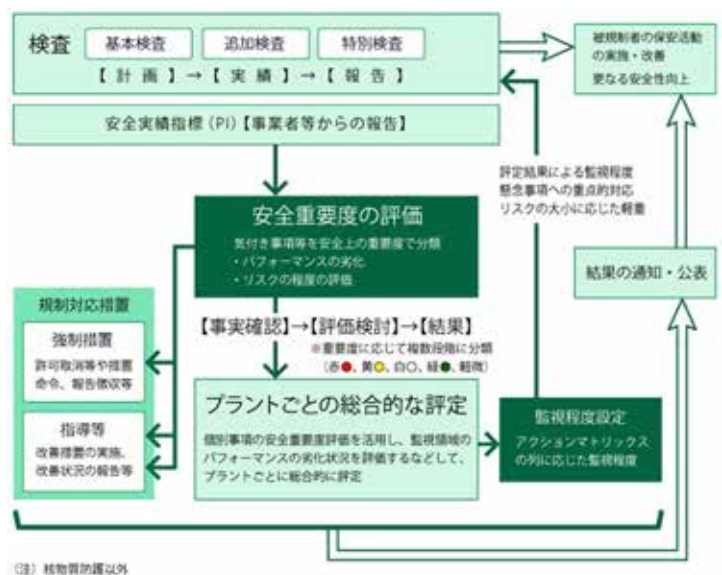 検査
基本検査
追加検査
特別検査
【計画】→【実績】→【報告】
安全実績指標(PI)【事業者等からの報告】
被規制者の保安活動
の実施・改善
更なる安全性向上
評定結果による監視程度
懸念事項への重点的対応
リスクの大小に応じた軽重
安全重要度の評価
気付き事項等を安全上の重要度で分類
・パフォーマンスの劣化
・リスクの程度の評価
結果の通知・公表
規制対応措置
強制措置
許可取消等や措置
命令、報告徴収等
指導等
改善措置の実施、
改善状況の報告等
【事実確認】→【評価検討】→【結果】
※重要度に応じて複数段階に分類
(赤●、黄●、白○、緑●、軽微)
プラントごとの総合的な評定
個別事項の安全重要度評価を活用し、監視領域の
パフォーマンスの劣化状況を評価するなどして、
プラントごとに総合的に評定
監視程度設定
アクションマトリックス
の列に応じた監視程度
(注) 核物質防護以外